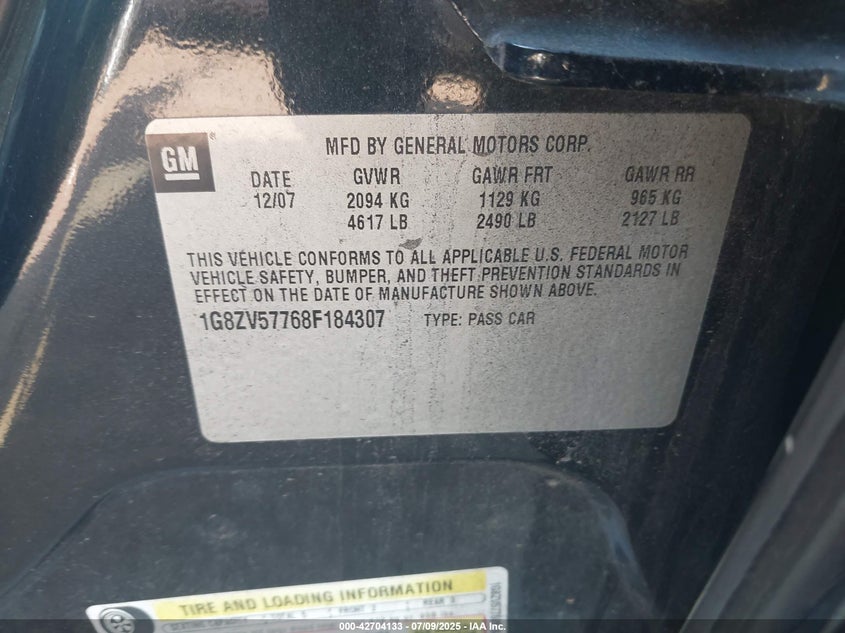 GM
MFD BY GENERAL MOTORS CORP.
DATE GVWR GAWR FRT GAWR RR
12/07 2094 KG 1129 KG 965 KG
4617 LB 2490 LB 2127 LB
THIS VEHICLE CONFORMS TO ALL APPLICABLE U.S. FEDERAL MOTOR
VEHICLE SAFETY, BUMPER, AND THEFT PREVENTION STANDARDS IN
EFFECT ON THE DATE OF MANUFACTURE SHOWN ABOVE.
1G8ZV57768F184307 TYPE: PASS CAR
TIRE AND LOADING INFORMATION
000-42704133 - 07/09/2025 - IAA Inc.